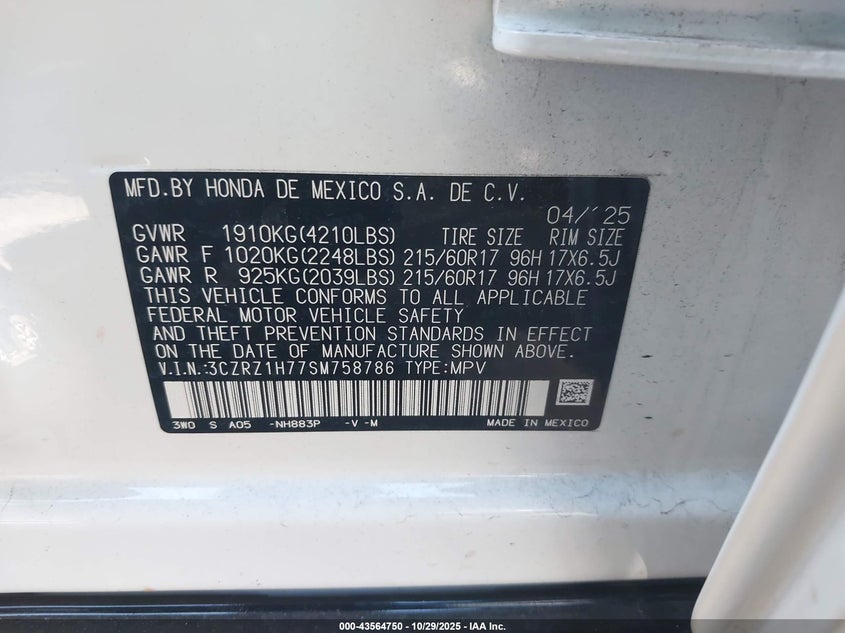 MFD.BY HONDA DE MEXICO S.A. DE C.V.
04/'25
GVWR 1910KG(4210LBS) TIRE SIZE RIM SIZE
GAWR F 1020KG(2248LBS) 215/60R17 96H 17X6.5J
GAWR R 925KG(2039LBS) 215/60R17 96H 17X6.5J
THIS VEHICLE CONFORMS TO ALL APPLICABLE
FEDERAL MOTOR VEHICLE SAFETY
AND THEFT PREVENTION STANDARDS IN EFFECT
ON THE DATE OF MANUFACTURE SHOWN ABOVE.
V.I.N.:3CZRZ1H77SM758786 TYPE:MPV
3W0 S A05 -NH883P -V -M MADE IN MEXICO
000-43564750 - 10/29/2025 - IAA Inc.